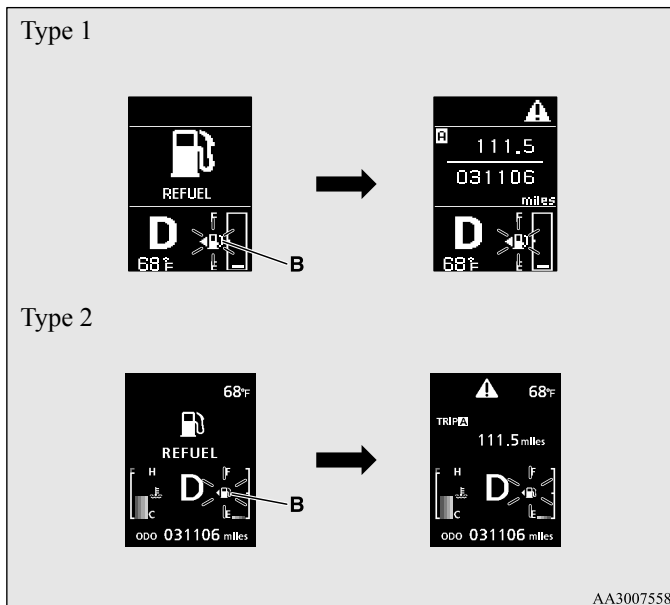 Type 1
A
111.5
REFUEL
031106
miles
D
F
D
F
B
68°F
E
68°F
E
Type 2
68°F
68°F
REFUEL
TRIP A
111.5 miles
F H
D
F
F H
D
F
B
C
E
C
E
ODO 031106 miles
ODO 031106 miles
AA3007558